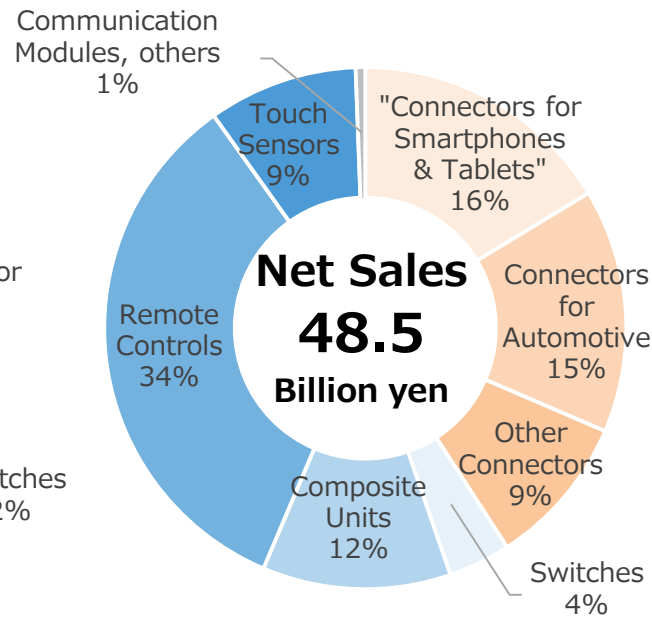 Communication
Modules, others
1%
Touch
Sensors
9%
"Connectors for
Smartphones
& Tablets"
16%
Net Sales
48.5
Billion yen
Connectors
for
Automotive
15%
Remote
Controls
34%
Other
Connectors
9%
Composite
Units
12%
Switches
4%